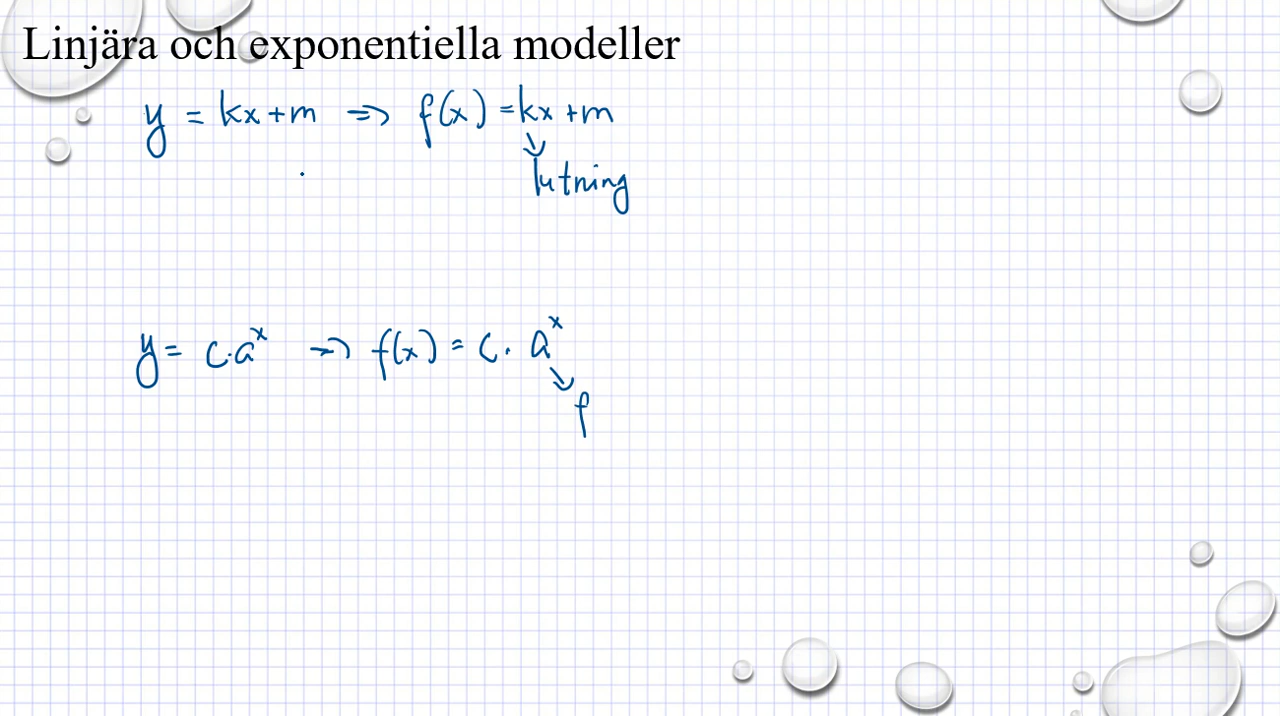 Linjära och exponentiella modeller
y = kx+m => f(x) = kx+m
lutning
y = c·a^x => f(x) = c· a^x
f